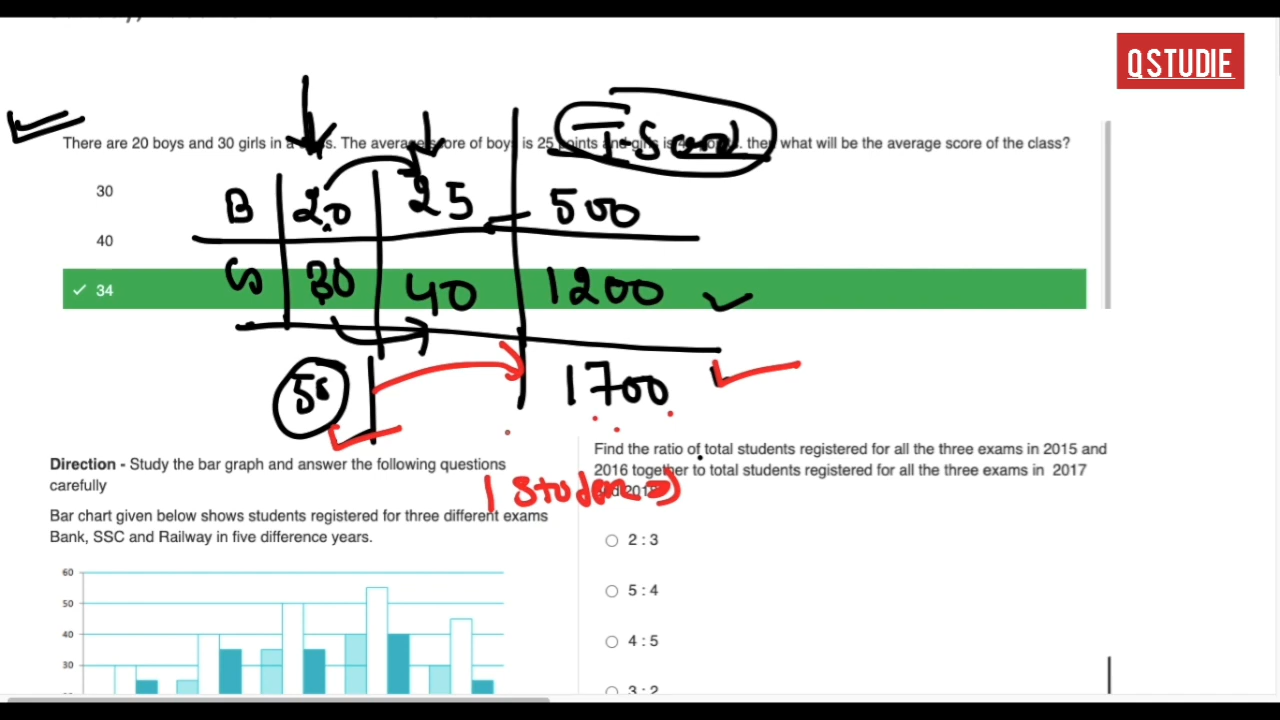 QSTUDIE
There are 20 boys and 30 girls in a . The average score of boys is 25 points and girls is . then what will be the average score of the class?
T Score
30
B 20 25 500
40
G 30 40 1200
34
50 1700
Direction - Study the bar graph and answer the following questions
carefully
Bar chart given below shows students registered for three different exams
Bank, SSC and Railway in five difference years.
60
50
40
30
Find the ratio of total students registered for all the three exams in 2015 and
2016 together to total students registered for all the three exams in 2017
and 2018
1 Student
2 : 3
5 : 4
4 : 5
3 : 2